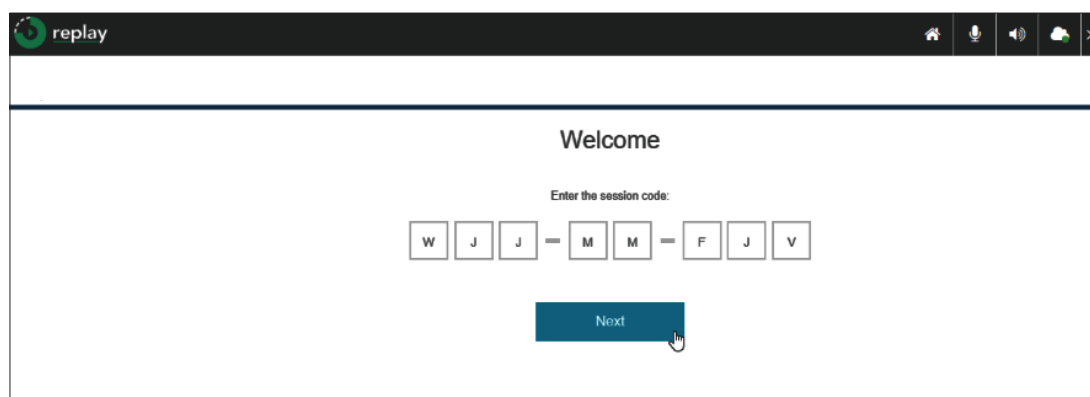 replay
Welcome
Enter the session code:
W J J - M M - F J V
Next